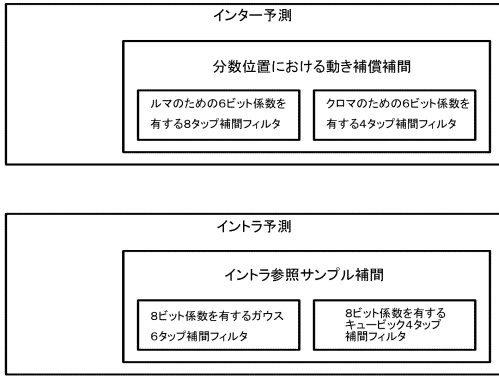 インター予測
分数位置における動き補償補間
ルマのための6ビット係数を
有する8タップ補間フィルタ
クロマのための6ビット係数を
有する4タップ補間フィルタ
イントラ予測
イントラ参照サンプル補間
8ビット係数を有するガウス
6タップ補間フィルタ
8ビット係数を有する
キュービック4タップ
補間フィルタ